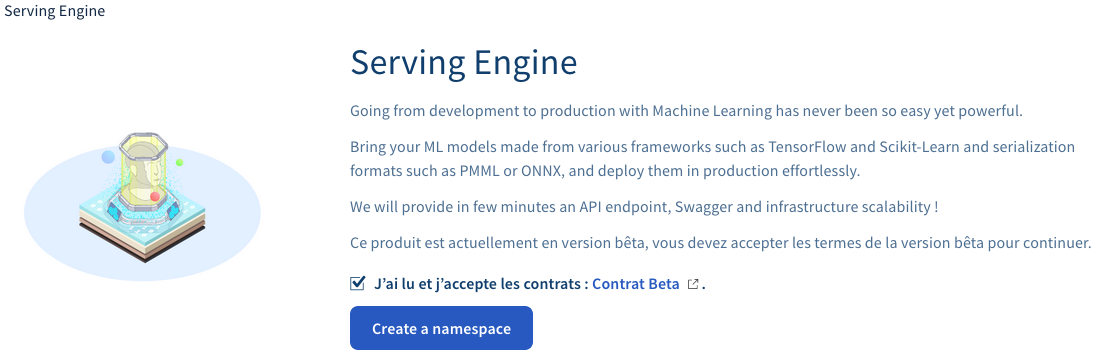 Serving Engine
Serving Engine
Going from development to production with Machine Learning has never been so easy yet powerful.
Bring your ML models made from various frameworks such as TensorFlow and Scikit-Learn and serialization
formats such as PMML or ONNX, and deploy them in production effortlessly.
We will provide in few minutes an API endpoint, Swagger and infrastructure scalability !
Ce produit est actuellement en version bêta, vous devez accepter les termes de la version bêta pour continuer.
J’ai lu et j’accepte les contrats : Contrat Beta .
Create a namespace